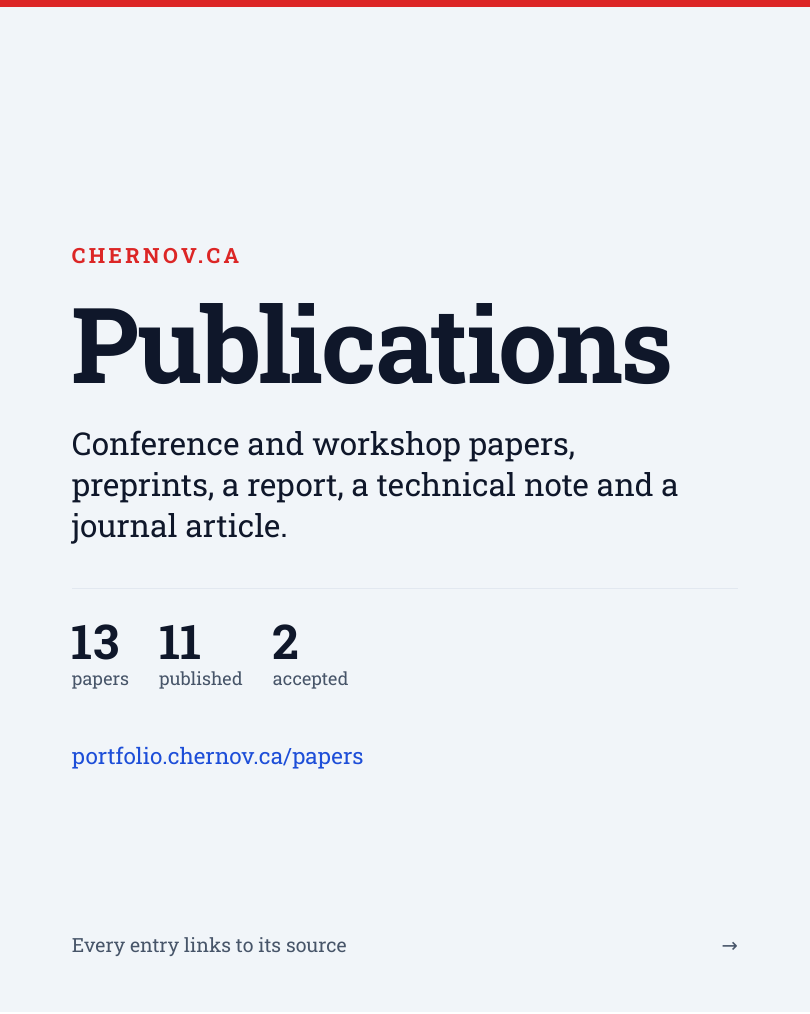 CHERNOV.CA
Publications
Conference and workshop papers,
preprints, a report, a technical note and a
journal article.
13 11 2
papers published accepted
portfolio.chernov.ca/papers
Every entry links to its source →